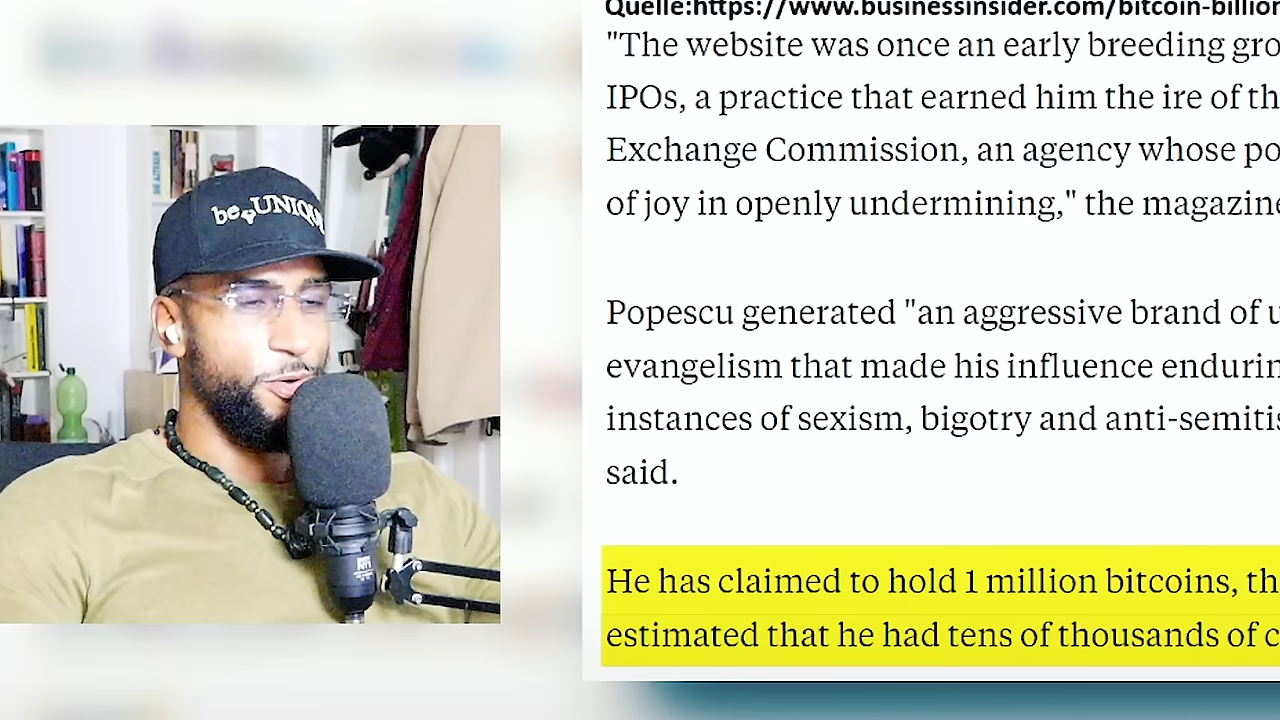 Quelle:https://www.businessinsider.com/bitcoin-billion
"The website was once an early breeding gro
IPOs, a practice that earned him the ire of th
Exchange Commission, an agency whose po
of joy in openly undermining," the magazine
Popescu generated "an aggressive brand of u
evangelism that made his influence endurin
instances of sexism, bigotry and anti-semitis
said.
He has claimed to hold 1 million bitcoins, th
estimated that he had tens of thousands of c
be UNIQU